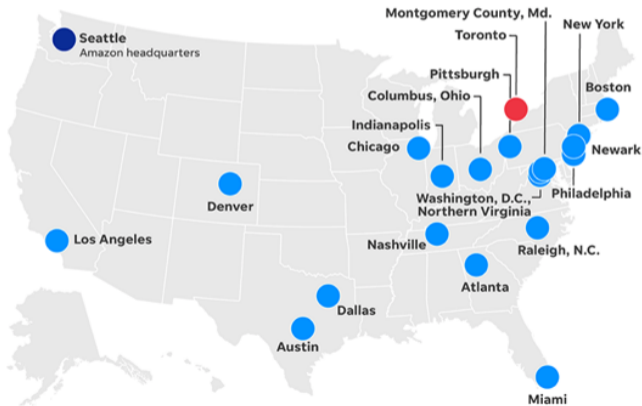 Montgomery County, Md.
New York
Seattle
Amazon headquarters
Toronto
Pittsburgh
Boston
Columbus, Ohio
Indianapolis
Chicago
Newark
Washington, D.C.,
Northern Virginia
Philadelphia
Denver
Los Angeles
Nashville
Raleigh, N.C.
Atlanta
Dallas
Austin
Miami